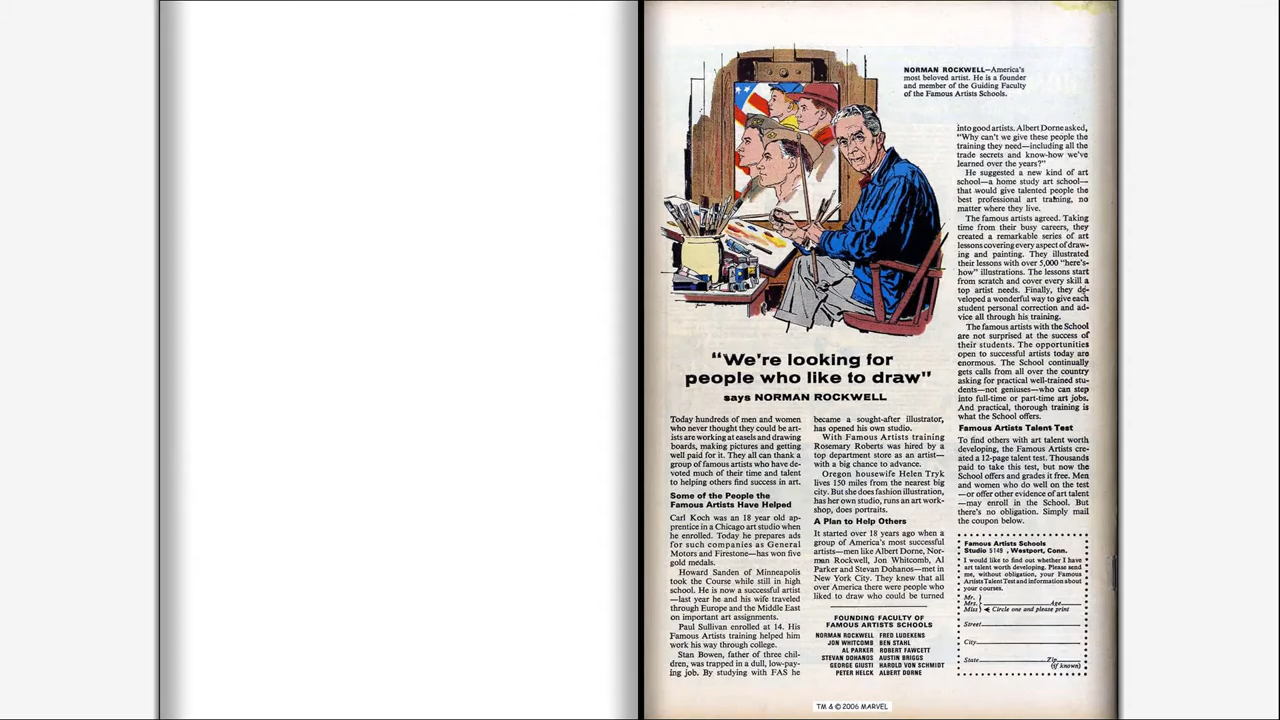 NORMAN ROCKWELL—America's
most beloved artist. He is a founder
and member of the Guiding Faculty
of the Famous Artists Schools.
"We're looking for
people who like to draw"
says NORMAN ROCKWELL
Today hundreds of men and women
who never thought they could be art-
ists are working at easels and drawing
boards, making pictures and getting
well paid for it. They all can thank a
group of famous artists who have de-
voted much of their time and talent
to helping others find success in art.
Some of the People the
Famous Artists Have Helped
Carl Koch was an 18 year old ap-
prentice in a Chicago art studio when
he enrolled. Today he prepares ads
for such companies as General
Motors and Firestone—has won five
gold medals.
Howard Sanden of Minneapolis
took the Course while still in high
school. He is now a successful artist
—last year he and his wife traveled
through Europe and the Middle East
on important art assignments.
Paul Sullivan enrolled at 14. His
Famous Artists training helped him
work his way through college.
Stan Bowen, father of three chil-
dren, was trapped in a dull, low-pay-
ing job. By studying with FAS he
became a sought-after illustrator,
has opened his own studio.
With Famous Artists training
Rosemary Roberts was hired by a
top department store as an artist—
with a big chance to advance.
Oregon housewife Helen Tryk
lives 150 miles from the nearest big
city. But she does fashion illustration,
has her own studio, runs an art work-
shop, does portraits.
A Plan to Help Others
It started over 18 years ago when a
group of America's most successful
artists—men like Albert Dorne, Nor-
man Rockwell, Jon Whitcomb, Al
Parker and Stevan Dohanos—met in
New York City. They knew that all
over America there were people who
liked to draw who could be turned
FOUNDING FACULTY OF
FAMOUS ARTISTS SCHOOLS
NORMAN ROCKWELL FRED LUDEKENS
JON WHITCOMB BEN STAHL
AL PARKER ROBERT FAWCETT
STEVAN DOHANOS AUSTIN BRIGGS
GEORGE GIUSTI HAROLD VON SCHMIDT
PETER HELCK ALBERT DORNE
into good artists. Albert Dorne asked,
"Why can't we give these people the
training they need—including all the
trade secrets and know-how we've
learned over the years?"
He suggested a new kind of art
school—a home study art school—
that would give talented people the
best professional art training, no
matter where they live.
The famous artists agreed. Taking
time from their busy careers, they
created a remarkable series of art
lessons covering every aspect of draw-
ing and painting. They illustrated
their lessons with over 5,000 "here's-
how" illustrations. The lessons start
from scratch and cover every skill a
top artist needs. Finally, they de-
veloped a wonderful way to give each
student personal correction and ad-
vice all through his training.
The famous artists with the School
are not surprised at the success of
their students. The opportunities
open to successful artists today are
enormous. The School continually
gets calls from all over the country
asking for practical well-trained stu-
dents—not geniuses—who can step
into full-time or part-time art jobs.
And practical, thorough training is
what the School offers.
Famous Artists Talent Test
To find others with art talent worth
developing, the Famous Artists cre-
ated a 12-page talent test. Thousands
paid to take this test, but now the
School offers and grades it free. Men
and women who do well on the test
—or offer other evidence of art talent
—may enroll in the School. But
there's no obligation. Simply mail
the coupon below.
Famous Artists Schools
Studio 5149 , Westport, Conn.
I would like to find out whether I have
art talent worth developing. Please send
me, without obligation, your Famous
Artists Talent Test and information about
your courses.
Mr.
Mrs. Age
Miss Circle one and please print
Street
City
State Zip
(if known)
TM & © 2006 MARVEL